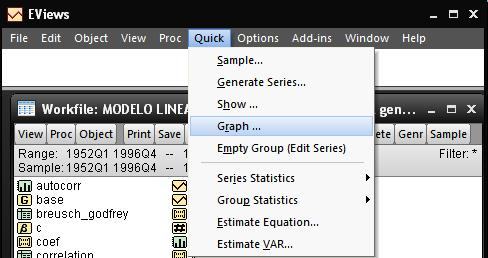 EViews
File Edit Object View Proc Quick Options Add-ins Window Help
Sample...
Generate Series...
Show ...
Graph ...
Empty Group (Edit Series)
Series Statistics
Group Statistics
Estimate Equation...
Estimate VAR...
Workfile: MODELO LINEA gen...
View Proc Object Print Save ete Genr Sample
Range: 1952Q1 1996Q4 --
Filter: *
Sample: 1952Q1 1996Q4 --
autocorr
base
breusch_godfrey
c
coef
correlation